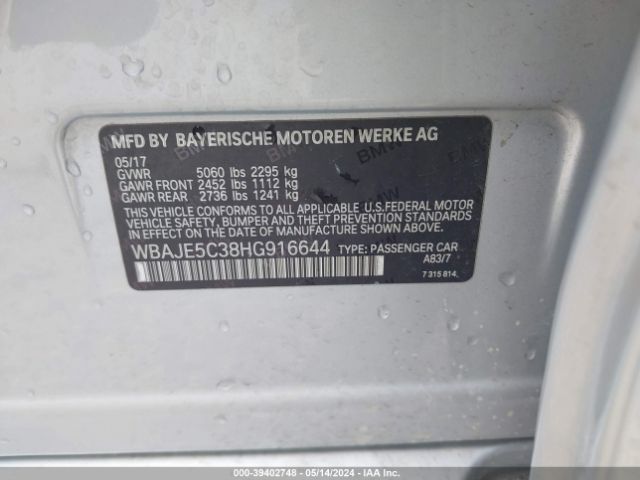 MFD BY BAYERISCHE MOTOREN WERKE AG
05/17
GVWR 5060 lbs 2295 kg
GAWR FRONT 2452 lbs 1112 kg
GAWR REAR 2736 lbs 1241 kg
THIS VEHICLE CONFORMS TO ALL APPLICABLE U.S.FEDERAL MOTOR
VEHICLE SAFETY, BUMPER AND THEFT PREVENTION STANDARDS
IN EFFECT ON THE DATE OF MANUFACTURE SHOWN ABOVE.
WBAJE5C38HG916644 TYPE: PASSENGER CAR
A83/7
7 315 814
000-39402748 - 05/14/2024 - IAA Inc.